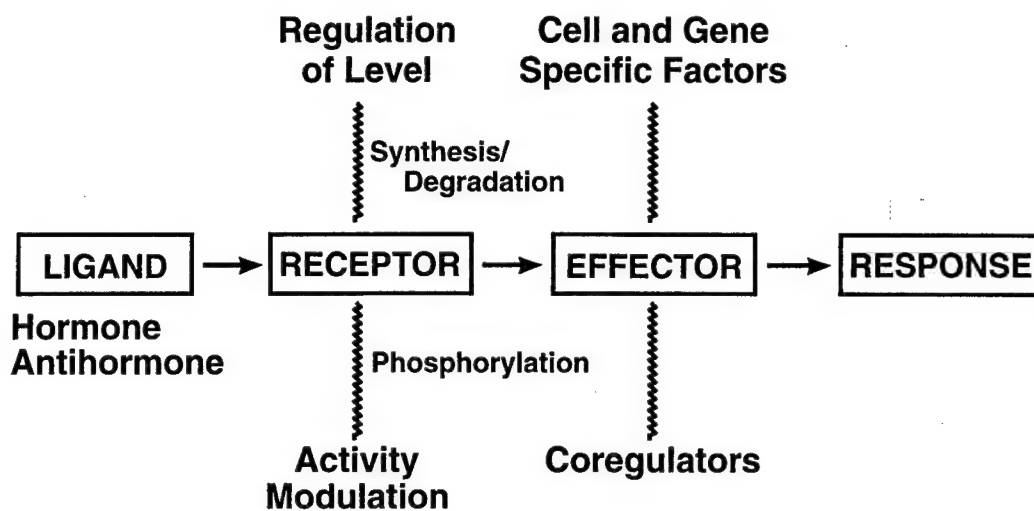 Regulation
of Level
Cell and Gene
Specific Factors
Synthesis/
Degradation
LIGAND
RECEPTOR
EFFECTOR
RESPONSE
Hormone
Antihormone
Phosphorylation
Activity
Modulation
Coregulators